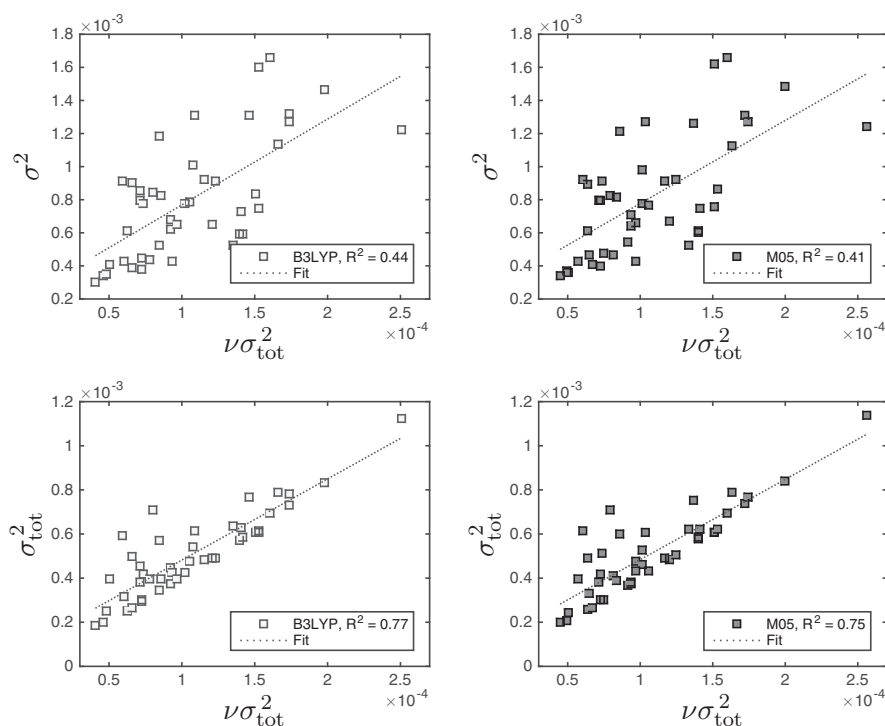 ×10⁻³
1.8
1.6
1.4
1.2
1
0.8
0.6
0.4
0.2
σ²
B3LYP, R² = 0.44
Fit
0.5 1 1.5 2 2.5
×10⁻⁴
νσ²tot
×10⁻³
1.8
1.6
1.4
1.2
1
0.8
0.6
0.4
0.2
σ²
M05, R² = 0.41
Fit
0.5 1 1.5 2 2.5
×10⁻⁴
νσ²tot
×10⁻³
1.2
1
0.8
0.6
0.4
0.2
0
σ²tot
B3LYP, R² = 0.77
Fit
0.5 1 1.5 2 2.5
×10⁻⁴
νσ²tot
×10⁻³
1.2
1
0.8
0.6
0.4
0.2
0
σ²tot
M05, R² = 0.75
Fit
0.5 1 1.5 2 2.5
×10⁻⁴
νσ²tot